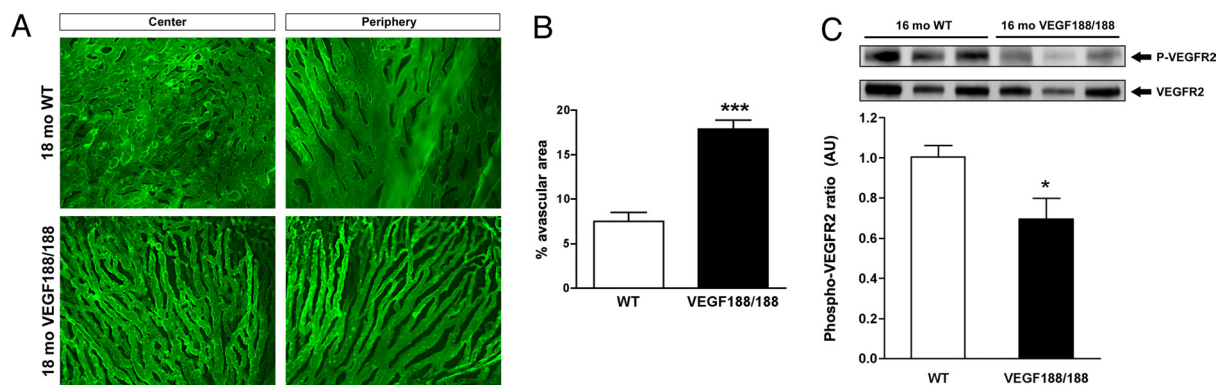 A
Center
Periphery
18 mo WT
18 mo VEGF188/188
B
% avascular area
20
15
10
5
0
***
WT
VEGF188/188
C
16 mo WT
16 mo VEGF188/188
P-VEGFR2
VEGFR2
Phospho-VEGFR2 ratio (AU)
1.2
1.0
0.8
0.6
0.4
0.2
0.0
*
WT
VEGF188/188